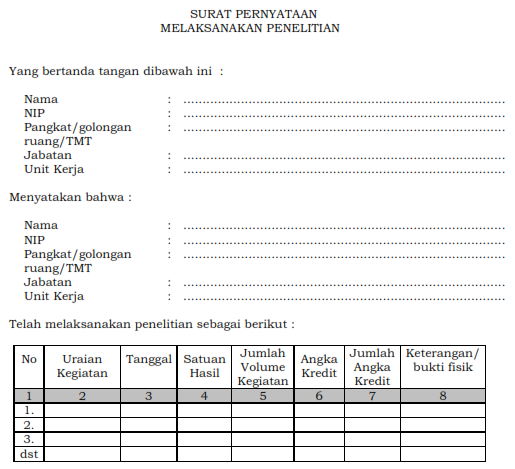 SURAT PERNYATAAN
MELAKSANAKAN PENELITIAN
Yang bertanda tangan dibawah ini :
Nama : ....................................................................................
NIP : ....................................................................................
Pangkat/golongan : ....................................................................................
ruang/TMT
Jabatan : ....................................................................................
Unit Kerja : ....................................................................................
Menyatakan bahwa :
Nama : ....................................................................................
NIP : ....................................................................................
Pangkat/golongan : ....................................................................................
ruang/TMT
Jabatan : ....................................................................................
Unit Kerja : ....................................................................................
Telah melaksanakan penelitian sebagai berikut :
No Uraian Kegiatan Tanggal Satuan Hasil Jumlah Volume Kegiatan Angka Kredit Jumlah Angka Kredit Keterangan/ bukti fisik
1 2 3 4 5 6 7 8
1.
2.
3.
dst